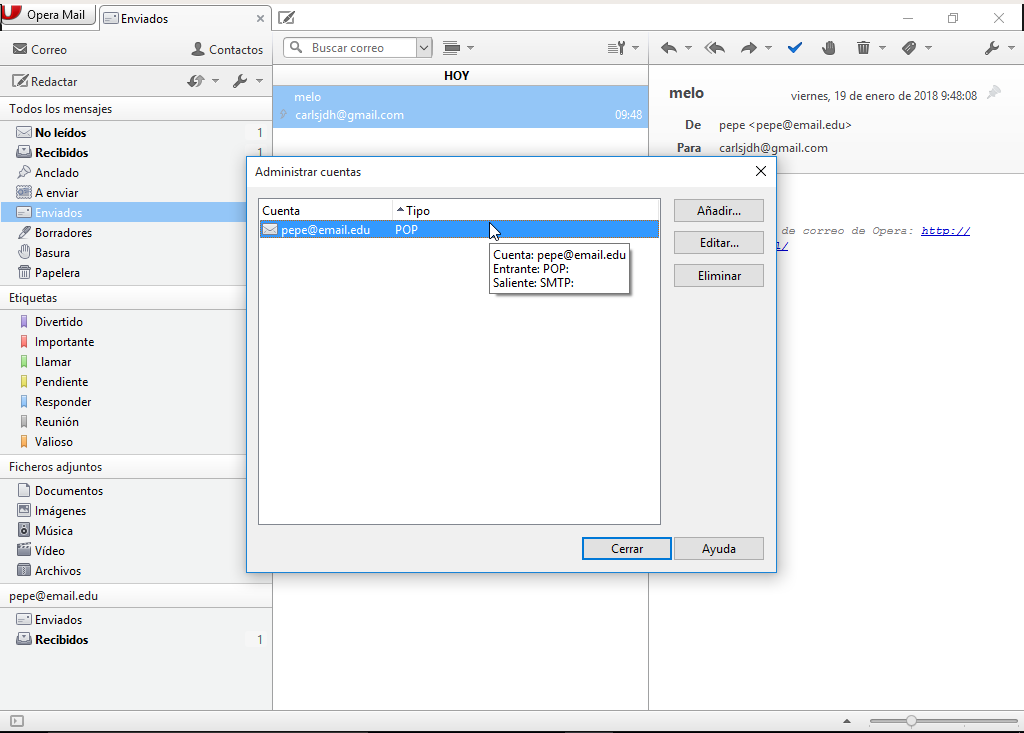 Opera Mail
Enviados
Correo
Contactos
Buscar correo
Redactar
HOY
melo
carlsjdh@gmail.com
09:48
melo
viernes, 19 de enero de 2018 9:48:08
De
pepe <pepe@email.edu>
Para
carlsjdh@gmail.com
Todos los mensajes
No leídos 1
Recibidos 1
Anclado
A enviar
Enviados
Borradores
Basura
Papelera
Etiquetas
Divertido
Importante
Llamar
Pendiente
Responder
Reunión
Valioso
Ficheros adjuntos
Documentos
Imágenes
Música
Vídeo
Archivos
pepe@email.edu
Enviados
Recibidos 1
Administrar cuentas
Cuenta
Tipo
pepe@email.edu
POP
Cuenta: pepe@email.edu
Entrante: POP:
Saliente: SMTP:
Añadir...
Editar...
Eliminar
Cerrar
Ayuda
de correo de Opera: http://
/